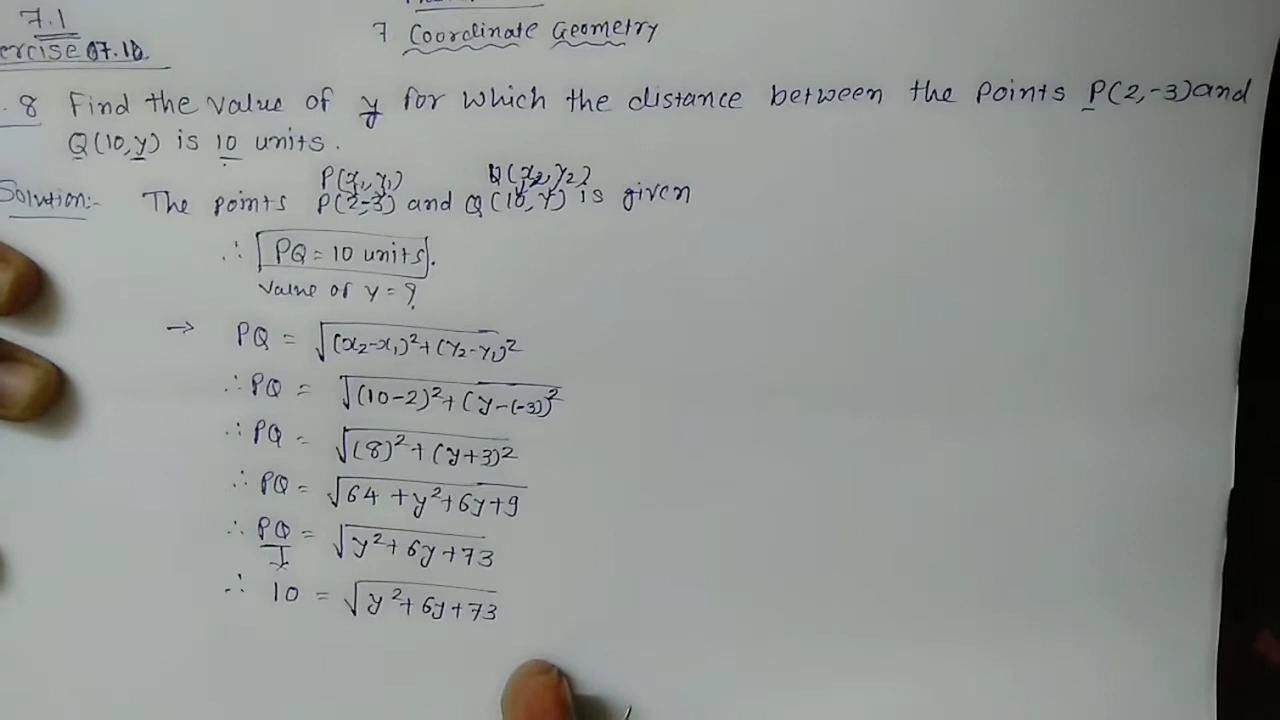 7.1
7 Coordinate Geometry
ercise 07.1
8 Find the value of y for which the distance between the points P(2,-3) and
Q(10,y) is 10 units.
P(x₁,y₁) Q(x₂,y₂)
Solution:- The points P(2,-3) and Q(10,y) is given
∴ PQ = 10 units.
value of y = ?
→ PQ = √(x₂-x₁)²+(y₂-y₁)²
∴ PQ = √(10-2)²+(y-(-3))²
∴ PQ = √(8)²+(y+3)²
∴ PQ = √64+y²+6y+9
∴ PQ = √y²+6y+73
∴ 10 = √y²+6y+73